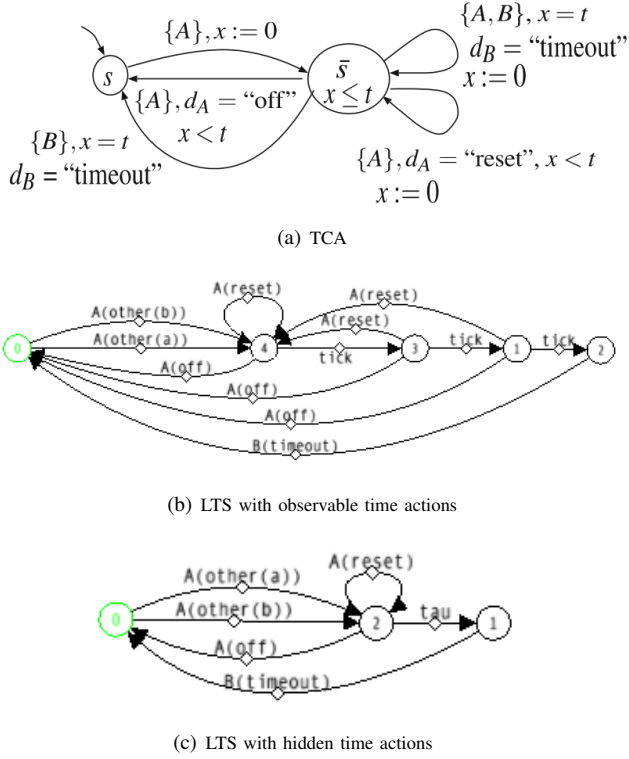 {A}, x := 0
s
s̄
x ≤ t
{A,B}, x = t
d_B = “timeout”
x := 0
{A}, d_A = “off”
x < t
{B}, x = t
d_B = “timeout”
{A}, d_A = “reset”, x < t
x := 0
(a) TCA
A(reset)
A(reset)
A(other(b))
A(reset)
A(other(a))
0
4
tick
3
tick
1
tick
2
A(off)
A(off)
A(off)
B(timeout)
(b) LTS with observable time actions
A(reset)
A(other(a))
A(other(b))
tau
0
2
1
A(off)
B(timeout)
(c) LTS with hidden time actions